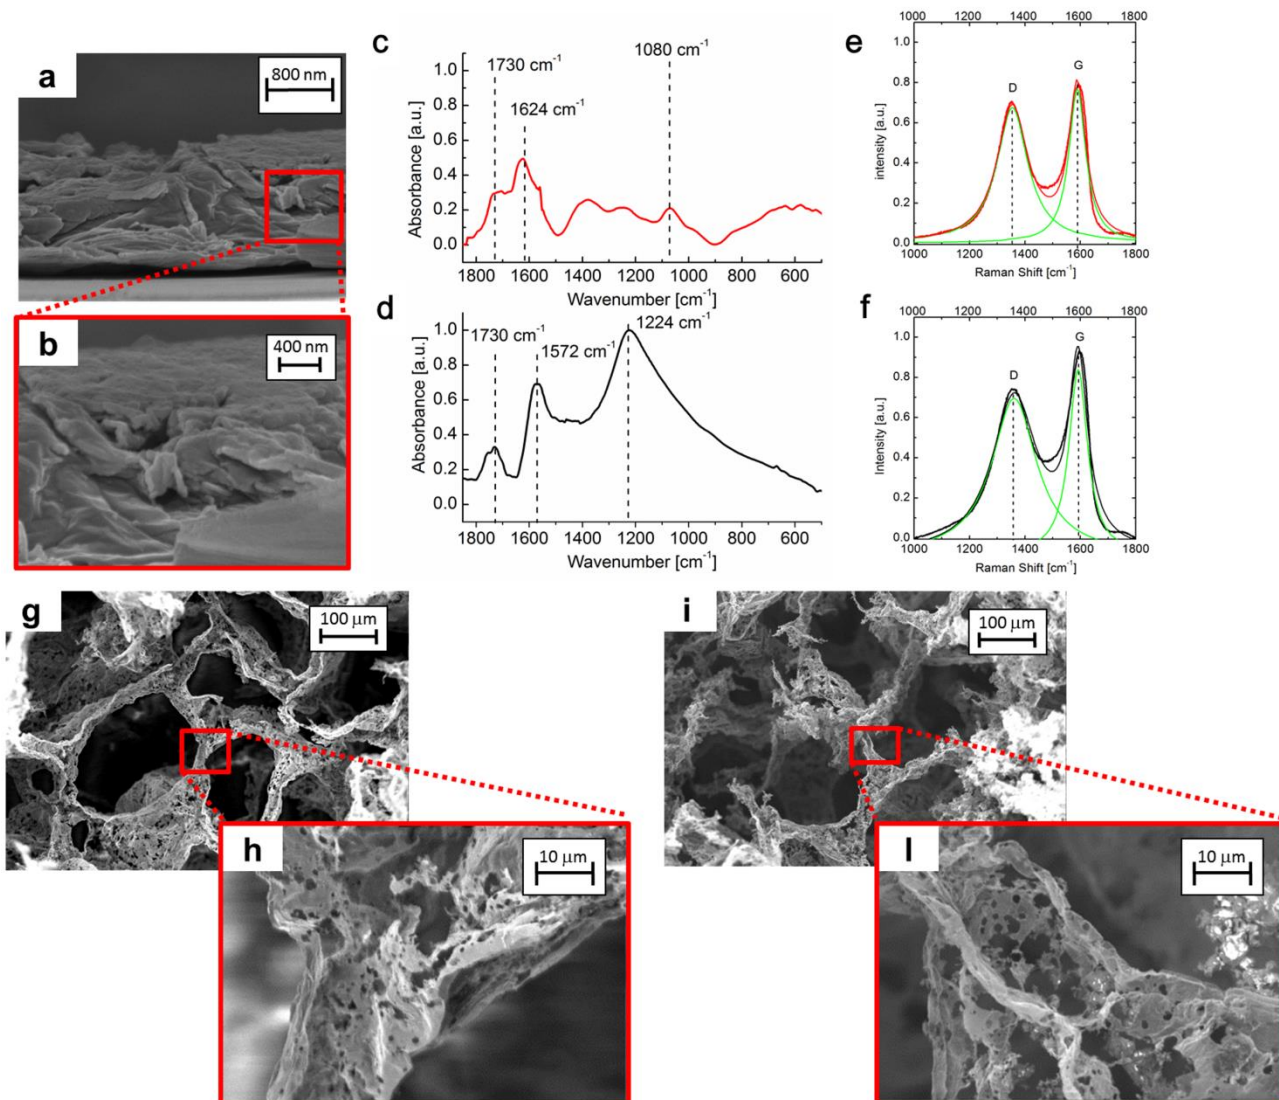 a
800 nm
b
400 nm
c
1730 cm⁻¹
1624 cm⁻¹
1080 cm⁻¹
Absorbance [a.u.]
1.0
0.8
0.6
0.4
0.2
0.0
1800 1600 1400 1200 1000 800 600
Wavenumber [cm⁻¹]
d
1730 cm⁻¹
1572 cm⁻¹
1224 cm⁻¹
Absorbance [a.u.]
1.0
0.8
0.6
0.4
0.2
0.0
1800 1600 1400 1200 1000 800 600
Wavenumber [cm⁻¹]
e
1000 1200 1400 1600 1800
D
G
intensity [a.u.]
1.0
0.8
0.6
0.4
0.2
0.0
1000 1200 1400 1600 1800
Raman Shift [cm⁻¹]
f
1000 1200 1400 1600 1800
D
G
Intensity [a.u.]
1.0
0.8
0.6
0.4
0.2
0.0
1000 1200 1400 1600 1800
Raman Shift [cm⁻¹]
g
100 µm
h
10 µm
i
100 µm
l
10 µm